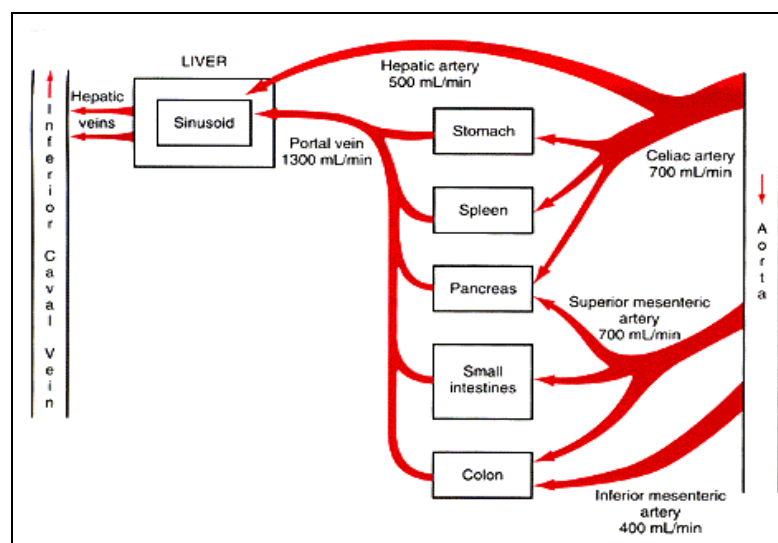 LIVER
Hepatic artery
500 mL/min
Hepatic
veins
Sinusoid
Portal vein
1300 mL/min
Stomach
Celiac artery
700 mL/min
Spleen
Pancreas
Superior mesenteric
artery
700 mL/min
Small
intestines
Colon
Inferior mesenteric
artery
400 mL/min
Inferior Caval Vein
Aorta